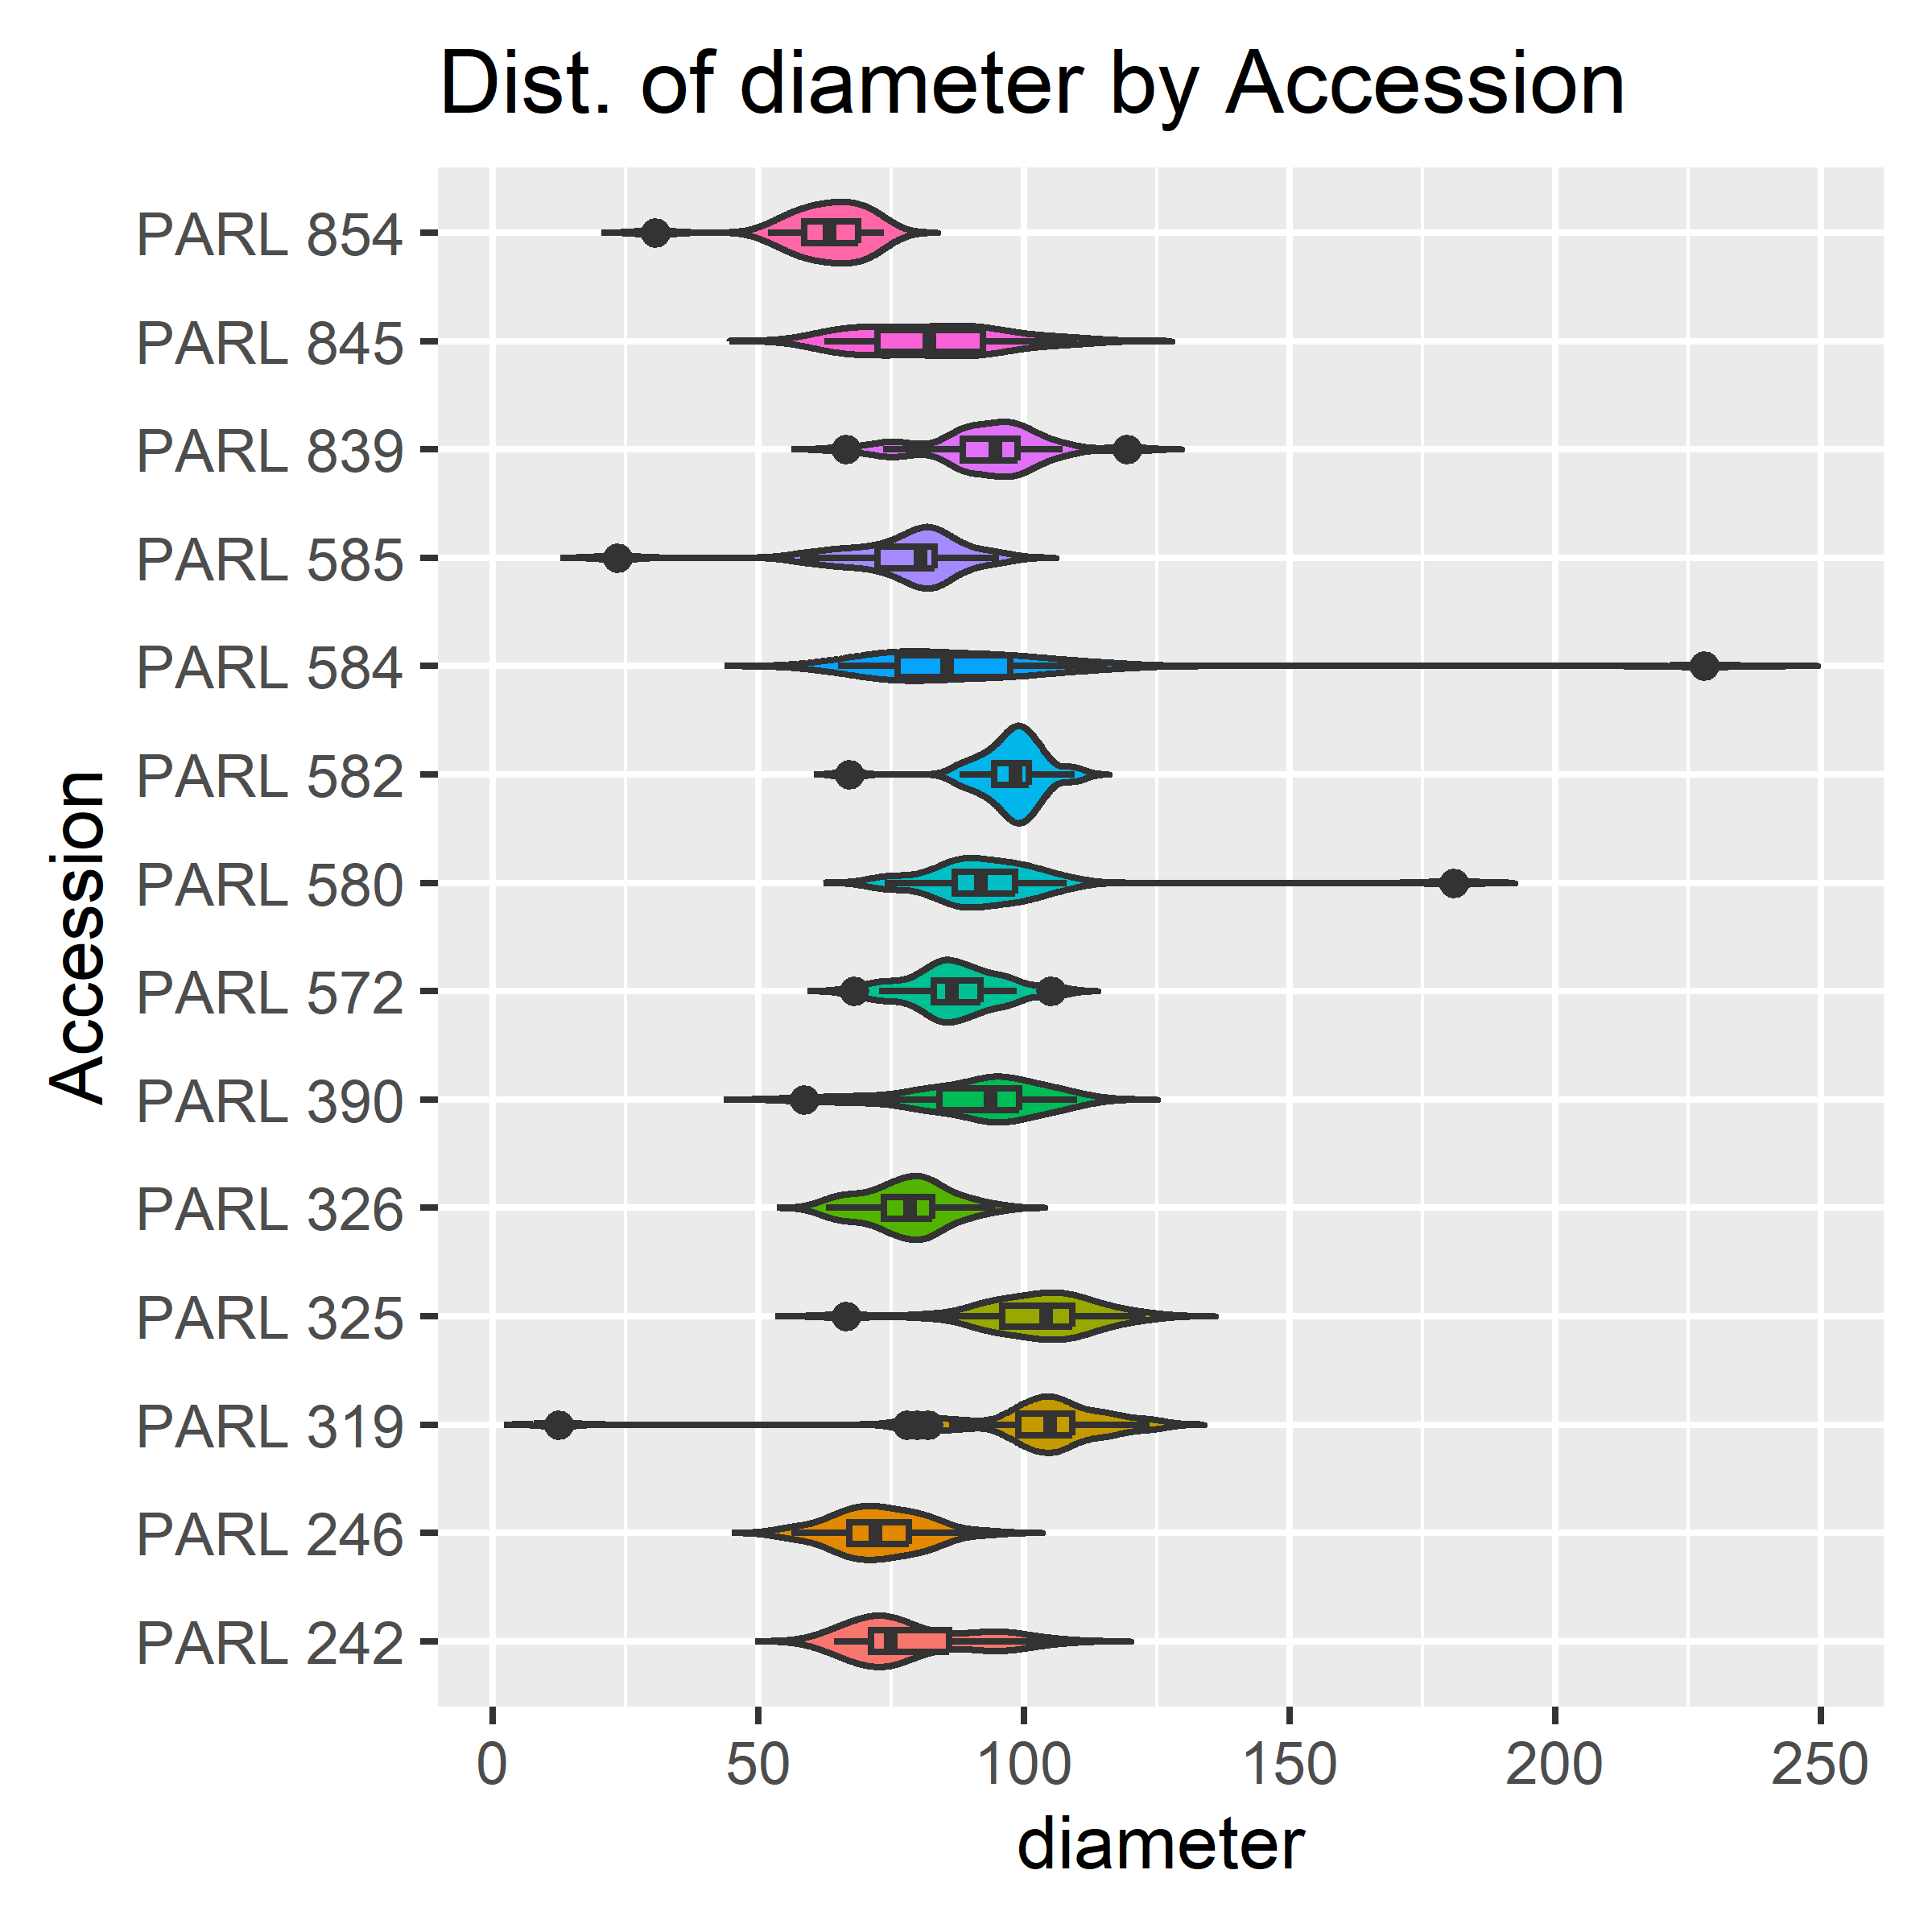 Dist. of diameter by Accession
PARL 854
PARL 845
PARL 839
PARL 585
PARL 584
PARL 582
PARL 580
PARL 572
PARL 390
PARL 326
PARL 325
PARL 319
PARL 246
PARL 242
Accession
0 50 100 150 200 250
diameter